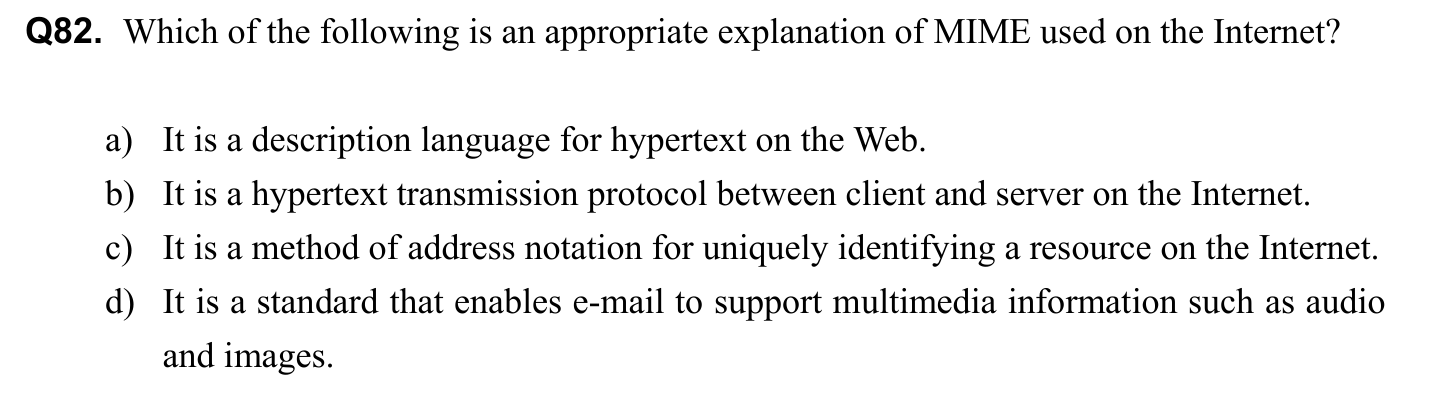 Q82. Which of the following is an appropriate explanation of MIME used on the Internet?
a) It is a description language for hypertext on the Web.
b) It is a hypertext transmission protocol between client and server on the Internet.
c) It is a method of address notation for uniquely identifying a resource on the Internet.
d) It is a standard that enables e-mail to support multimedia information such as audio
and images.